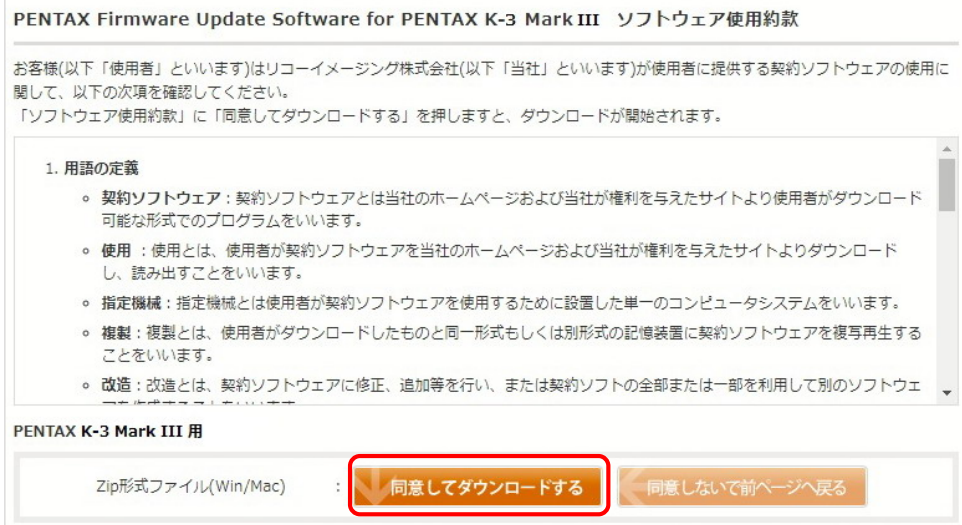 PENTAX Firmware Update Software for PENTAX K-3 Mark III ソフトウェア使用約款
お客様(以下「使用者」といいます)はリコーイメージング株式会社(以下「当社」といいます)が使用者に提供する契約ソフトウェアの使用に
関して、以下の次項を確認してください。
「ソフトウェア使用約款」に「同意してダウンロードする」を押しますと、ダウンロードが開始されます。
1. 用語の定義
契約ソフトウェア：契約ソフトウェアとは当社のホームページおよび当社が権利を与えたサイトより使用者がダウンロード
可能な形式でのプログラムをいいます。
使用 ：使用とは、使用者が契約ソフトウェアを当社のホームページおよび当社が権利を与えたサイトよりダウンロード
し、読み出すことをいいます。
指定機械：指定機械とは使用者が契約ソフトウェアを使用するために設置した単一のコンピュータシステムをいいます。
複製：複製とは、使用者がダウンロードしたものと同一形式もしくは別形式の記憶装置に契約ソフトウェアを複写再生する
ことをいいます。
改造：改造とは、契約ソフトウェアに修正、追加等を行い、または契約ソフトの全部または一部を利用して別のソフトウェ
PENTAX K-3 Mark III 用
Zip形式ファイル(Win/Mac) ： 同意してダウンロードする 同意しないで前ページへ戻る